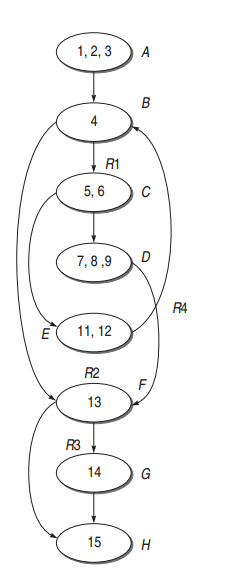 1, 2, 3 A
B
4
R1
5, 6 C
7, 8 ,9 D
R4
E 11, 12
R2
F
13
R3
14 G
15 H